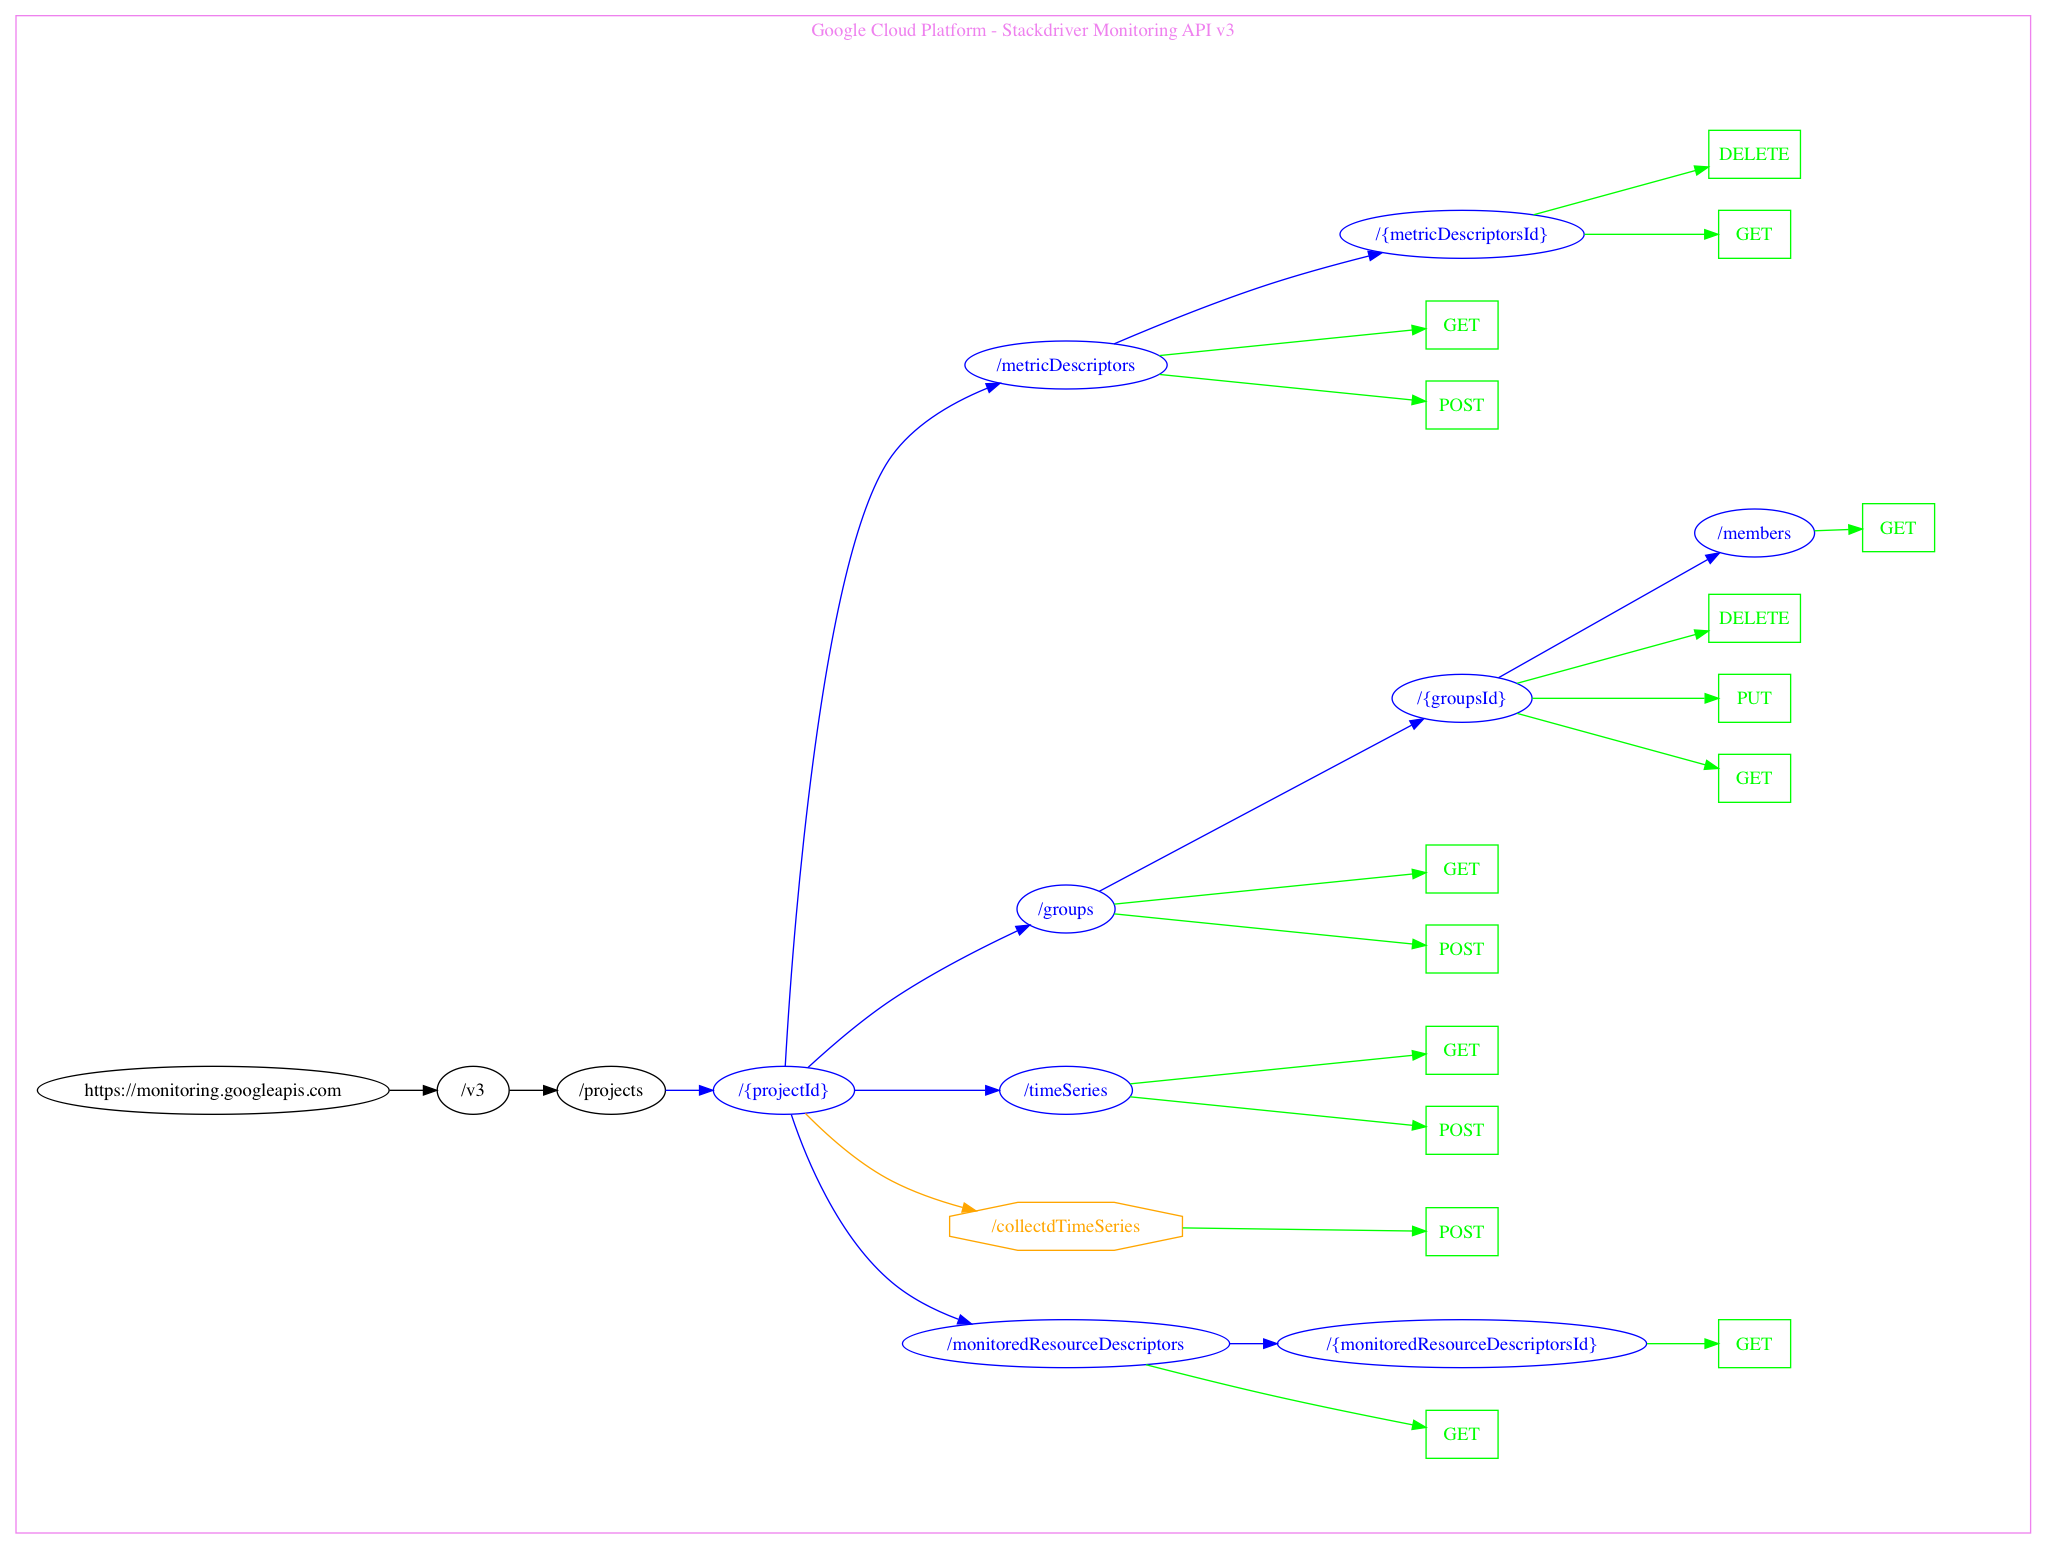 Google Cloud Platform - Stackdriver Monitoring API v3
DELETE
/{metricDescriptorsId}
GET
GET
/metricDescriptors
POST
/members
GET
DELETE
/{groupsId}
PUT
GET
GET
/groups
POST
GET
https://monitoring.googleapis.com
/v3
/projects
/{projectId}
/timeSeries
POST
/collectdTimeSeries
POST
/monitoredResourceDescriptors
/{monitoredResourceDescriptorsId}
GET
GET